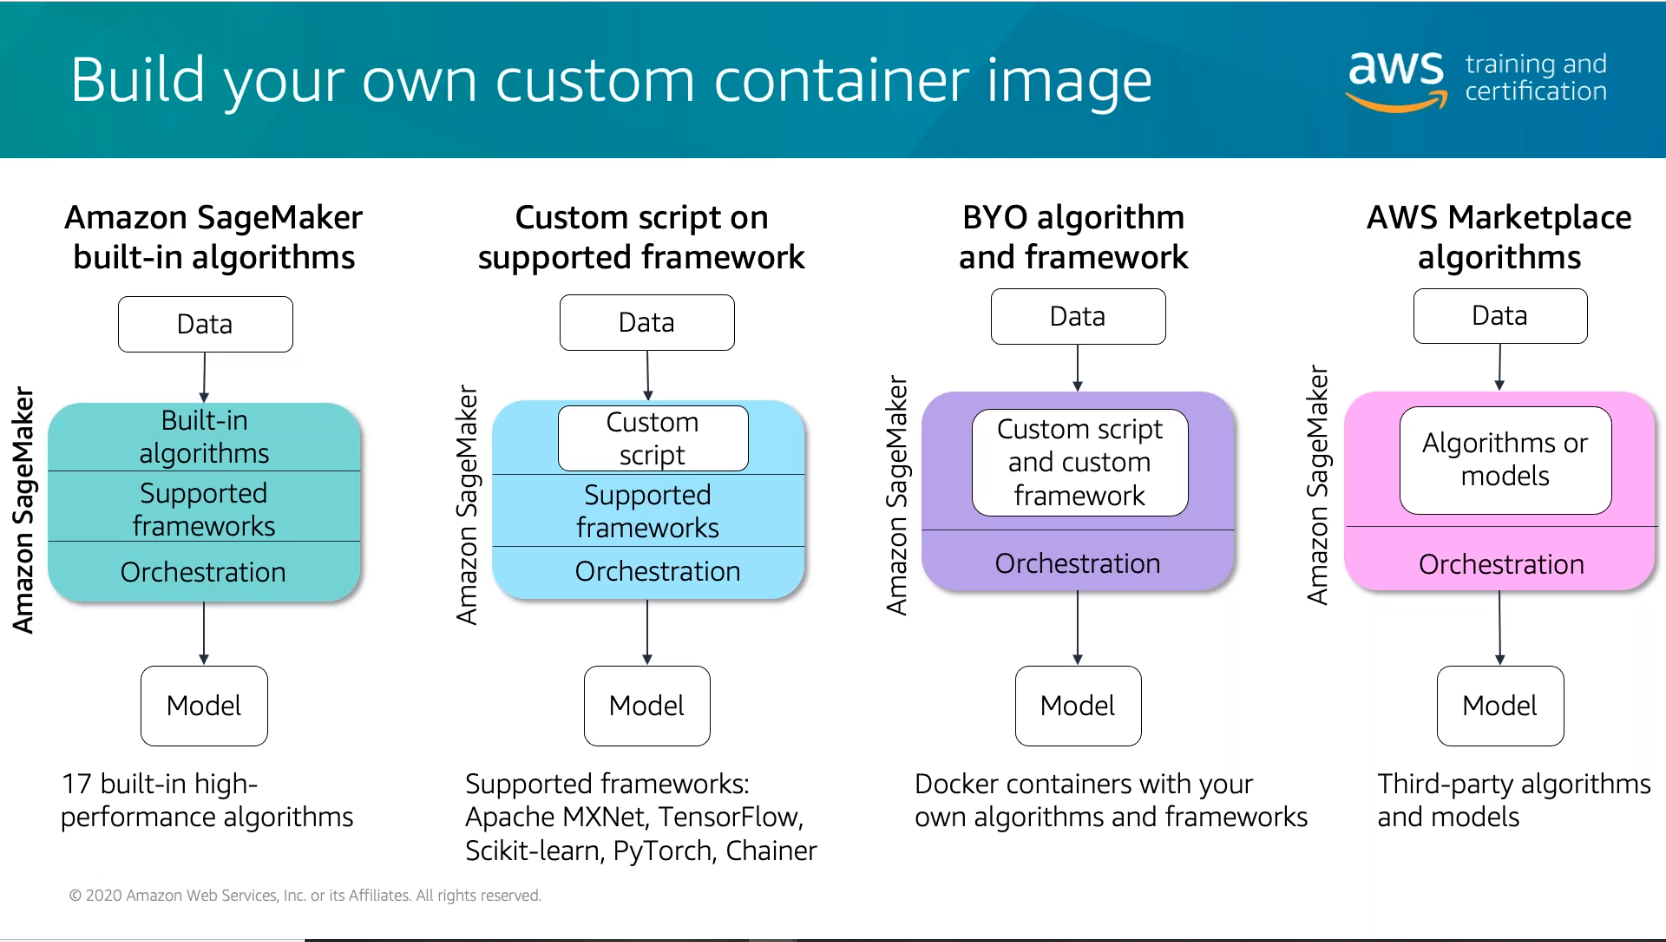 Build your own custom container image
aws training and
certification
Amazon SageMaker
built-in algorithms
Data
Amazon SageMaker
Built-in
algorithms
Supported
frameworks
Orchestration
Model
17 built-in high-
performance algorithms
Custom script on
supported framework
Data
Amazon SageMaker
Custom
script
Supported
frameworks
Orchestration
Model
Supported frameworks:
Apache MXNet, TensorFlow,
Scikit-learn, PyTorch, Chainer
BYO algorithm
and framework
Data
Amazon SageMaker
Custom script
and custom
framework
Orchestration
Model
Docker containers with your
own algorithms and frameworks
AWS Marketplace
algorithms
Data
Amazon SageMaker
Algorithms or
models
Orchestration
Model
Third-party algorithms
and models
© 2020 Amazon Web Services, Inc. or its Affiliates. All rights reserved.